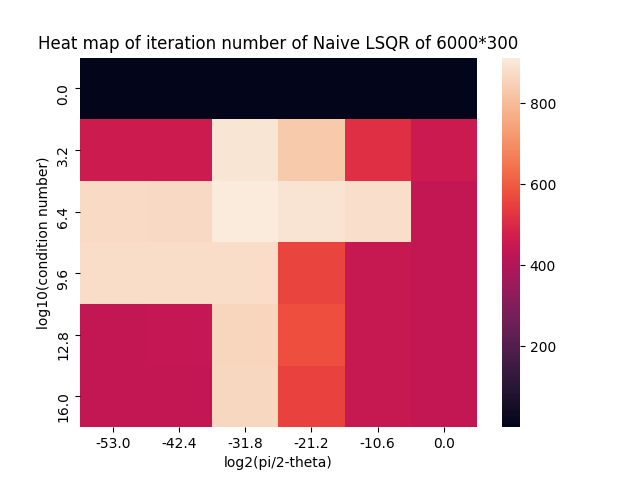 Heat map of iteration number of Naive LSQR of 6000*300
log10(condition number)
0.0
3.2
6.4
9.6
12.8
16.0
-53.0 -42.4 -31.8 -21.2 -10.6 0.0
log2(pi/2-theta)
800
600
400
200